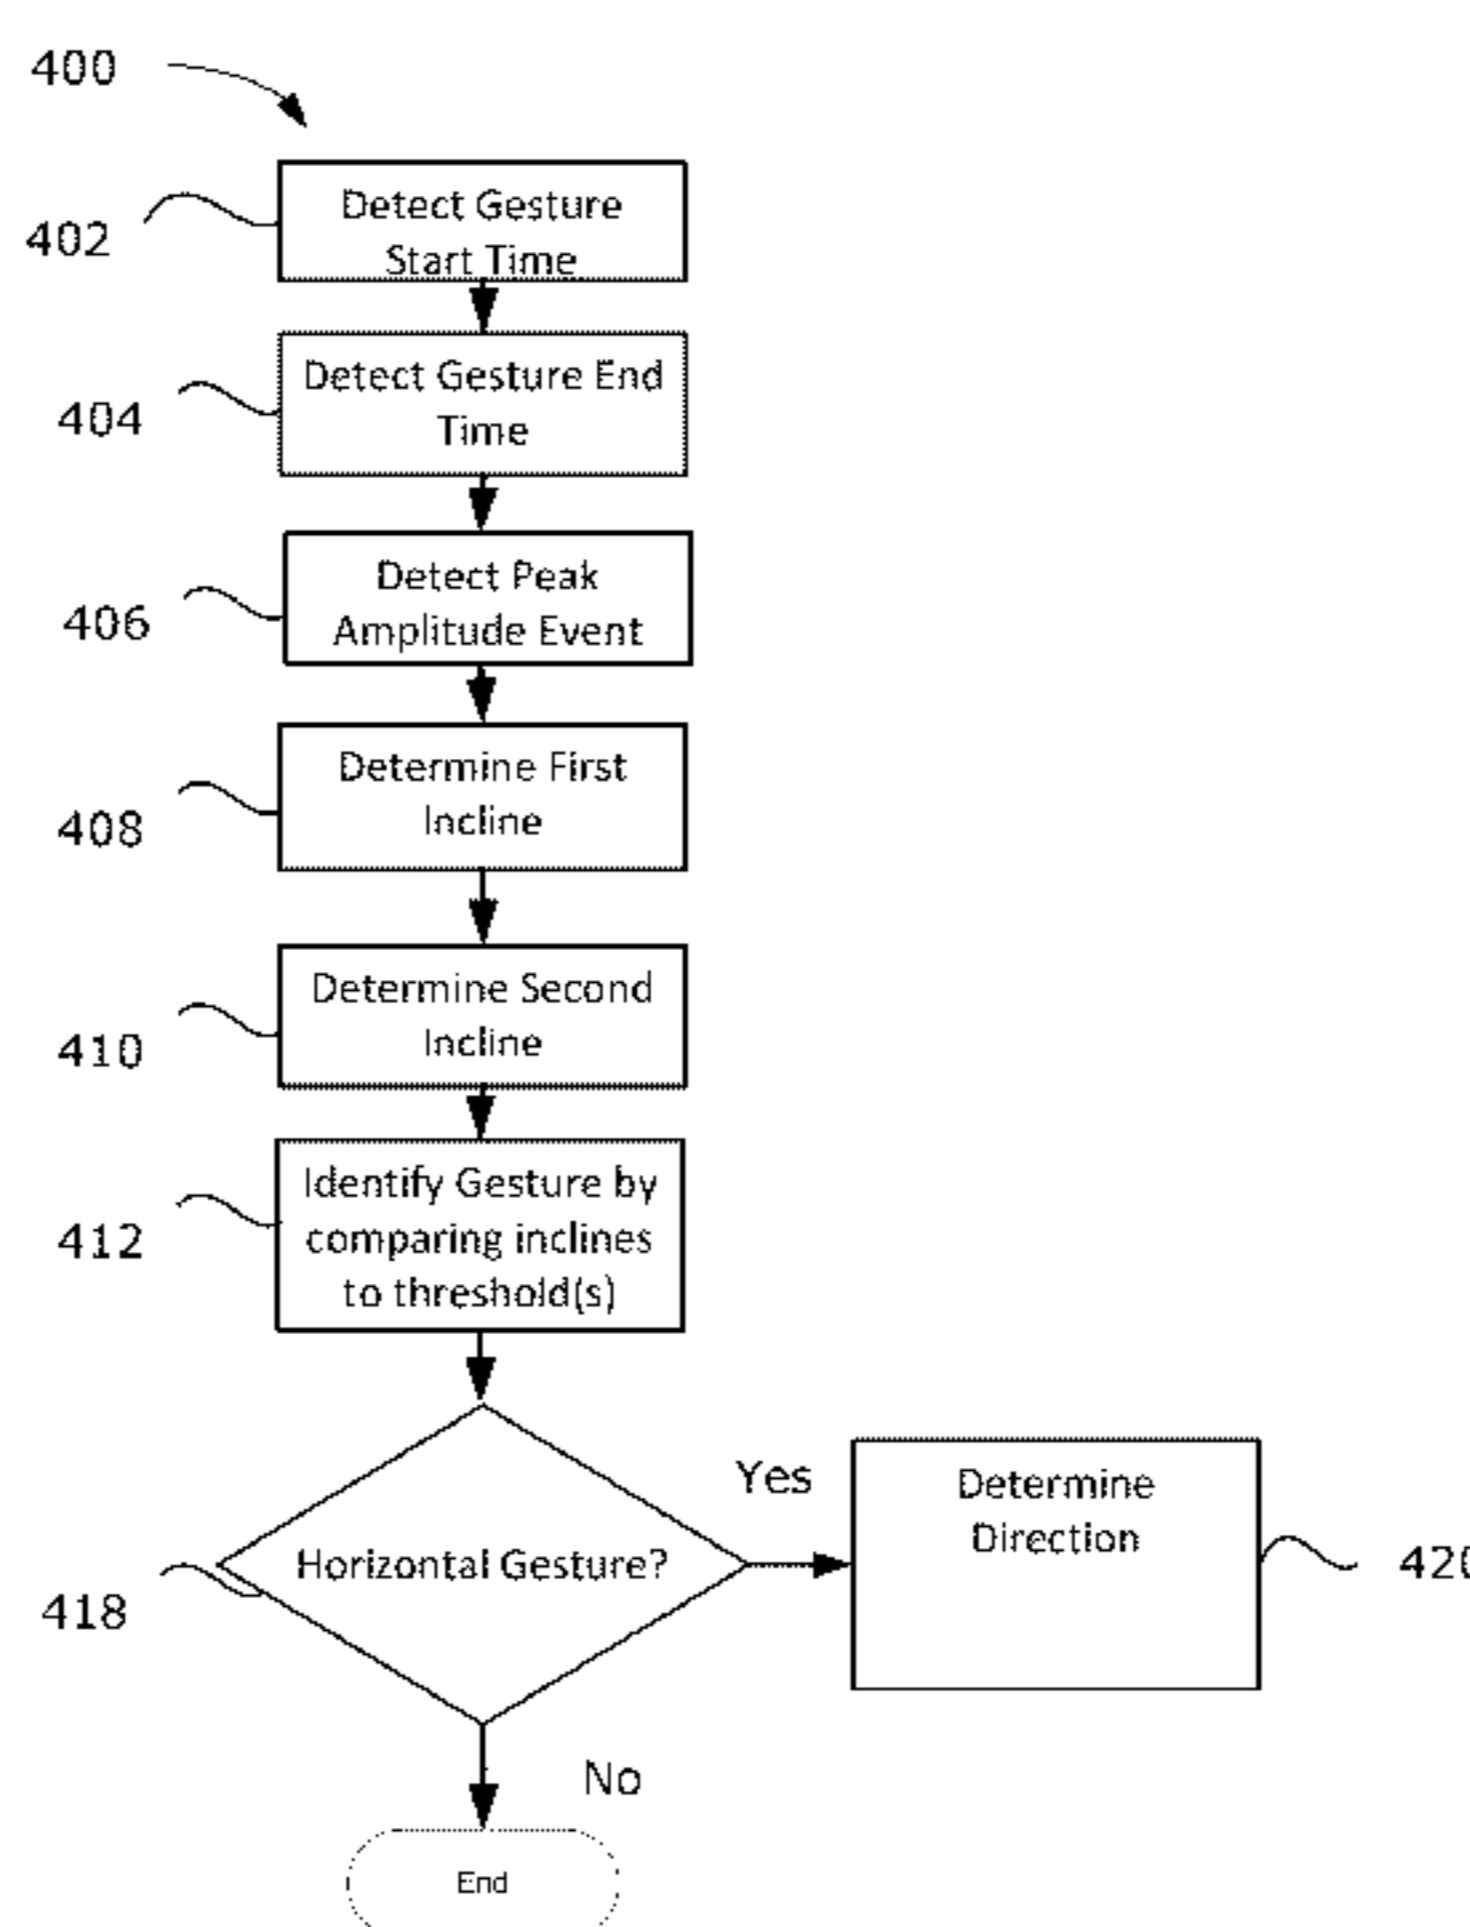 400
402
Detect Gesture
Start Time
404
Detect Gesture End
Time
406
Detect Peak
Amplitude Event
408
Determine First
Incline
410
Determine Second
Incline
412
Identify Gesture by
comparing inclines
to threshold(s)
418
Horizontal Gesture?
Yes
Determine
Direction
420
No
End